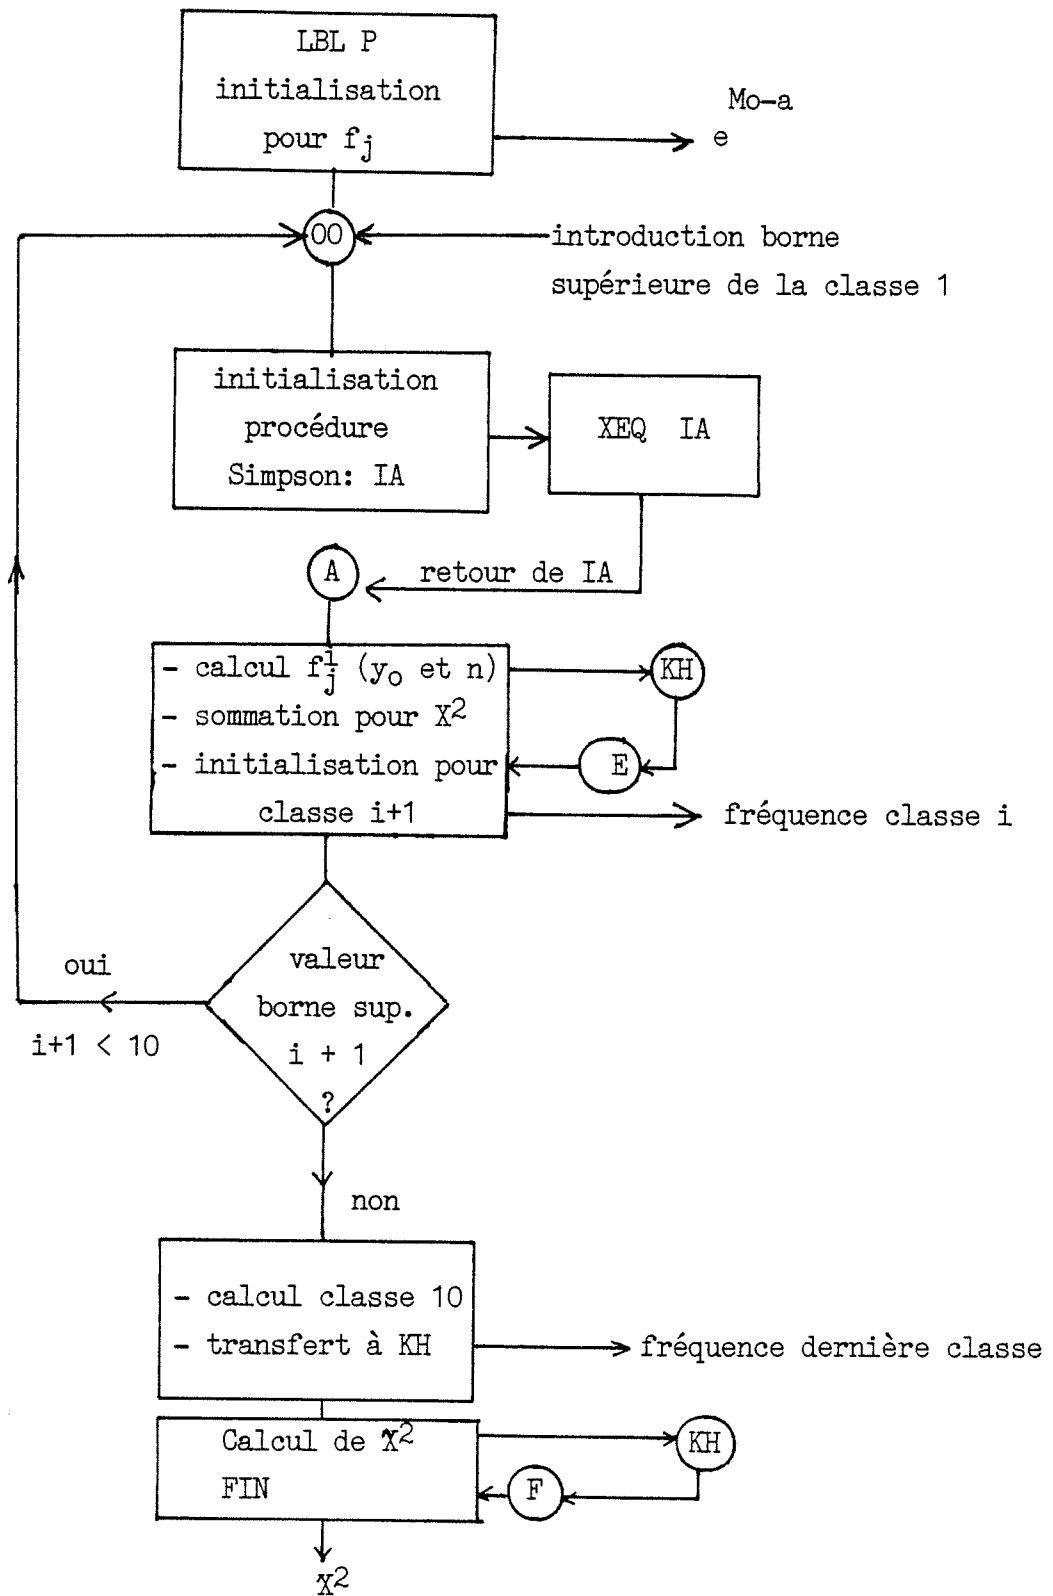 LBL P
initialisation
pour fj
Mo-a
e
OO
introduction borne
supérieure de la classe 1
initialisation
procédure
Simpson: IA
XEQ IA
A
retour de IA
- calcul f¹j (yo et n)
- sommation pour X²
- initialisation pour
classe i+1
KH
E
fréquence classe i
valeur
borne sup.
i + 1
?
oui
i+1 < 10
non
- calcul classe 10
- transfert à KH
fréquence dernière classe
Calcul de X²
FIN
KH
F
X²